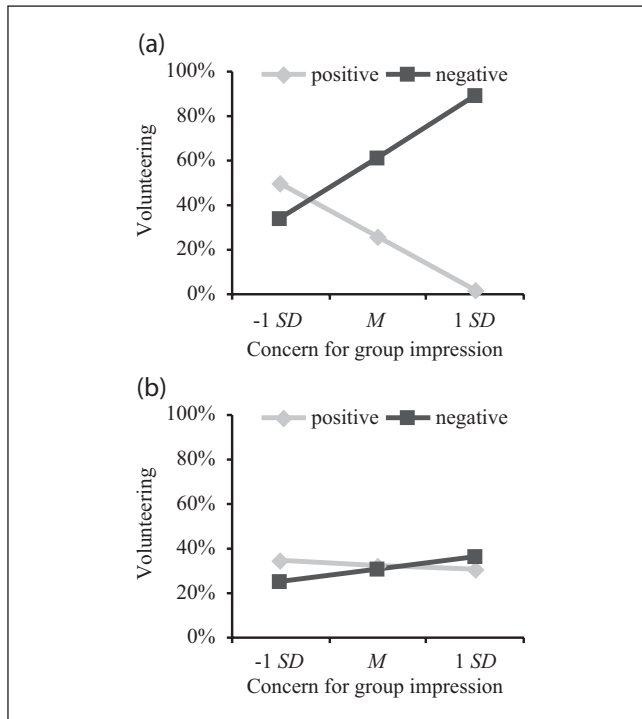 (a)
100%
positive
negative
80%
60%
40%
20%
0%
Volunteering
-1 SD
M
1 SD
Concern for group impression
(b)
100%
positive
negative
80%
60%
40%
20%
0%
Volunteering
-1 SD
M
1 SD
Concern for group impression